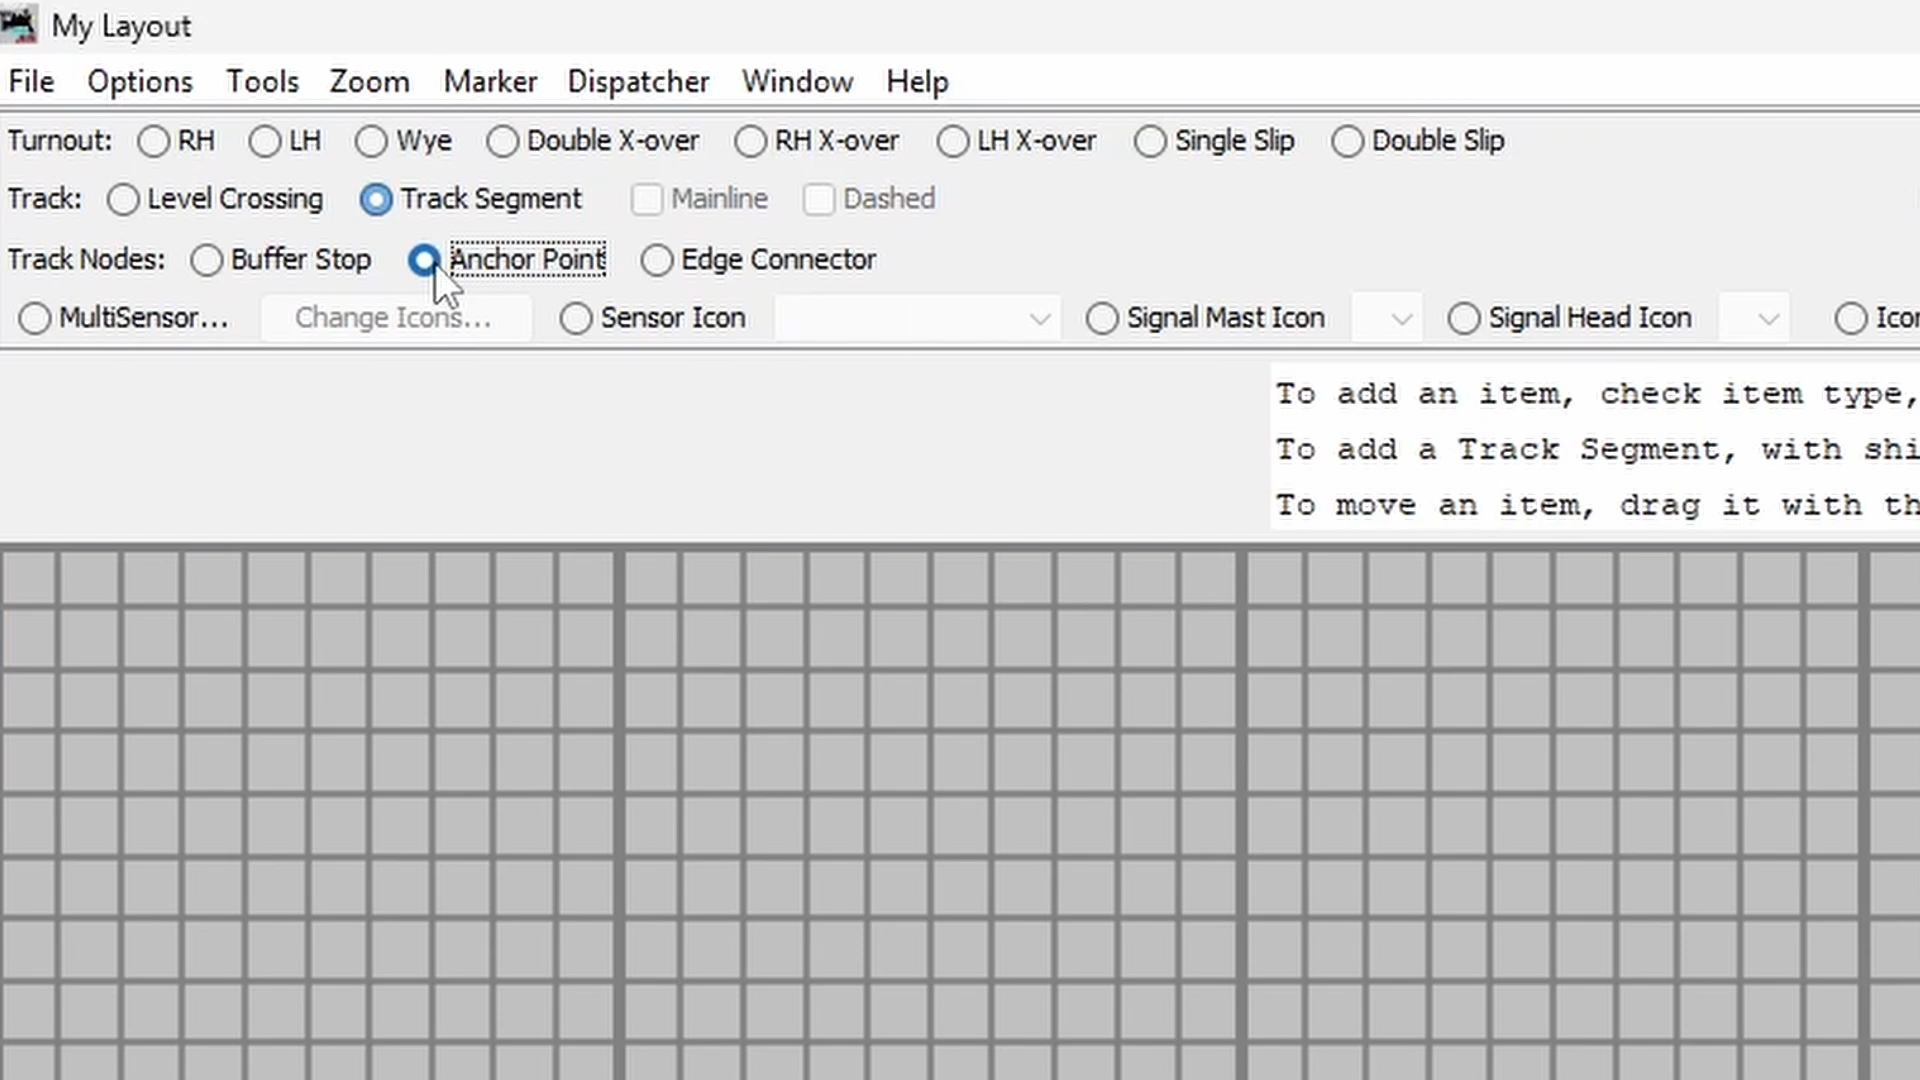 My Layout
File Options Tools Zoom Marker Dispatcher Window Help
Turnout: RH LH Wye Double X-over RH X-over LH X-over Single Slip Double Slip
Track: Level Crossing Track Segment Mainline Dashed
Track Nodes: Buffer Stop Anchor Point Edge Connector
MultiSensor... Change Icons... Sensor Icon Signal Mast Icon Signal Head Icon
To add an item, check item type,
To add a Track Segment, with
To move an item, drag it with